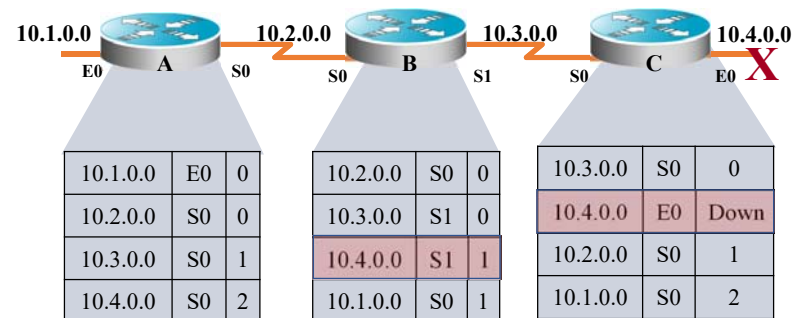 10.1.0.0 10.2.0.0 10.3.0.0 10.4.0.0
E0 A S0 S0 B S1 S0 C E0 X
10.1.0.0 E0 0
10.2.0.0 S0 0
10.3.0.0 S0 1
10.4.0.0 S0 2
10.2.0.0 S0 0
10.3.0.0 S1 0
10.4.0.0 S1 1
10.1.0.0 S0 1
10.3.0.0 S0 0
10.4.0.0 E0 Down
10.2.0.0 S0 1
10.1.0.0 S0 2